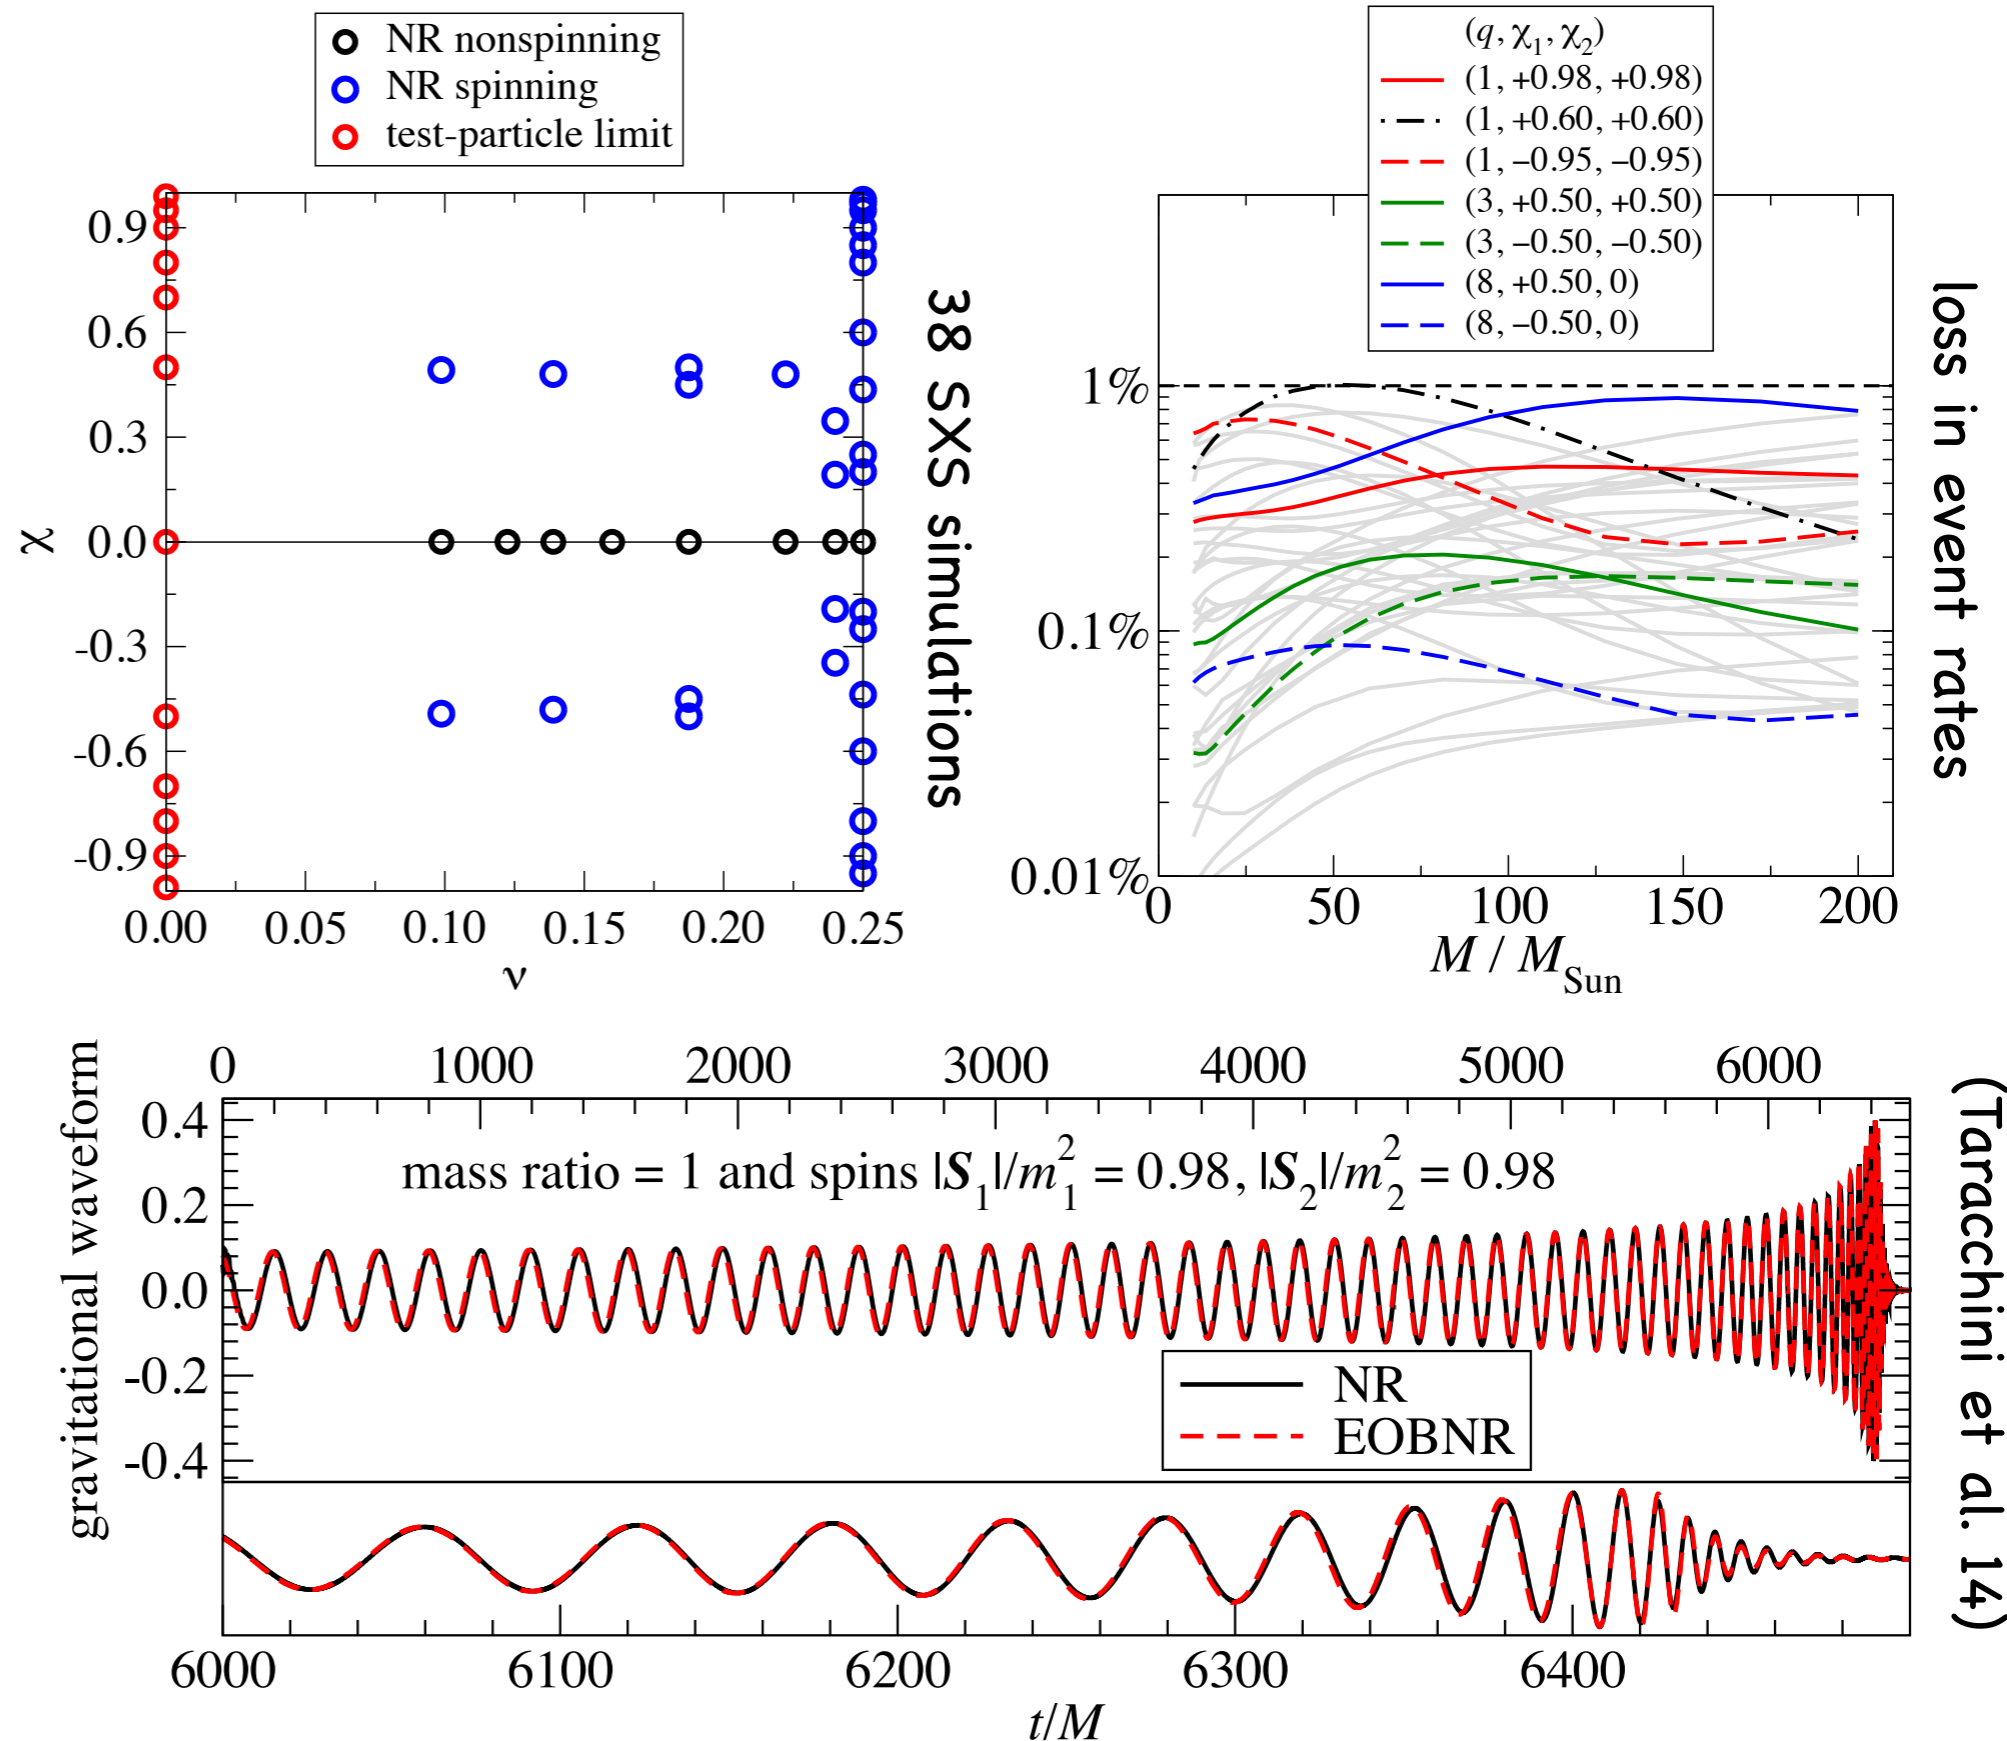 NR nonspinning
NR spinning
test-particle limit
0.9
0.6
0.3
0.0
-0.3
-0.6
-0.9
χ
0.00 0.05 0.10 0.15 0.20 0.25
ν
38 SXS simulations
(q, χ1, χ2)
(1, +0.98, +0.98)
(1, +0.60, +0.60)
(1, −0.95, −0.95)
(3, +0.50, +0.50)
(3, −0.50, −0.50)
(8, +0.50, 0)
(8, −0.50, 0)
1%
0.1%
0.01%
0 50 100 150 200
M / MSun
loss in event rates
0 1000 2000 3000 4000 5000 6000
gravitational waveform
0.4
0.2
0.0
-0.2
-0.4
mass ratio = 1 and spins |S1|/m1^2 = 0.98, |S2|/m2^2 = 0.98
NR
EOBNR
6000 6100 6200 6300 6400
t/M
(Taracchini et al. 14)